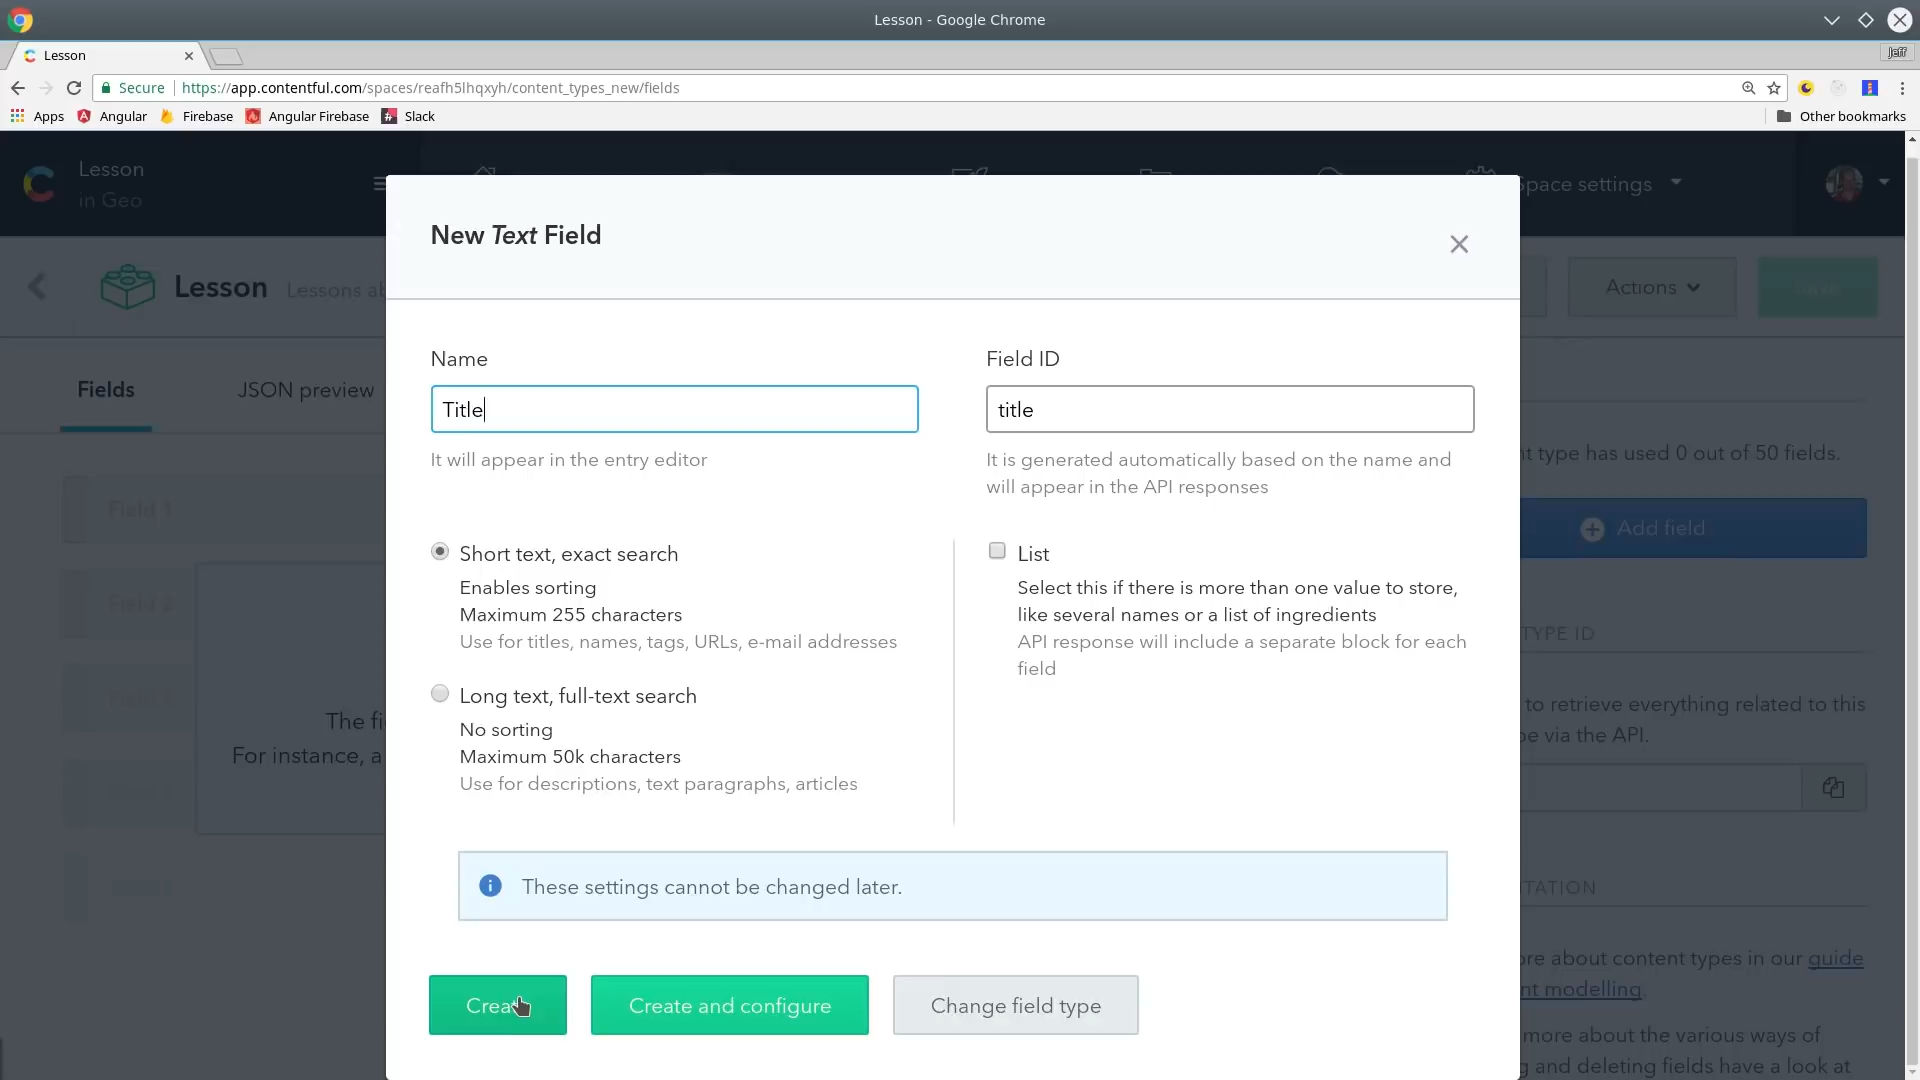 Lesson - Google Chrome
Lesson
Jeff
Secure
https://app.contentful.com/spaces/reafh5lhqxyh/content_types_new/fields
Apps
Angular
Firebase
Angular Firebase
Slack
Other bookmarks
Lesson
in Geo
Space settings
Lesson
Lessons
Actions
Save
Fields
JSON preview
New Text Field
Name
Field ID
Title
title
It will appear in the entry editor
It is generated automatically based on the name and
will appear in the API responses
Short text, exact search
Enables sorting
Maximum 255 characters
Use for titles, names, tags, URLs, e-mail addresses
Long text, full-text search
No sorting
Maximum 50k characters
Use for descriptions, text paragraphs, articles
List
Select this if there is more than one value to store,
like several names or a list of ingredients
API response will include a separate block for each
field
These settings cannot be changed later.
Create and configure
Change field type
Field 1
Field 2
The
For instance, a
type has used 0 out of 50 fields.
Add field
TYPE ID
to retrieve everything related to this
via the API.
more about content types in our guide
modelling.
more about the various ways of
and deleting fields have a look at